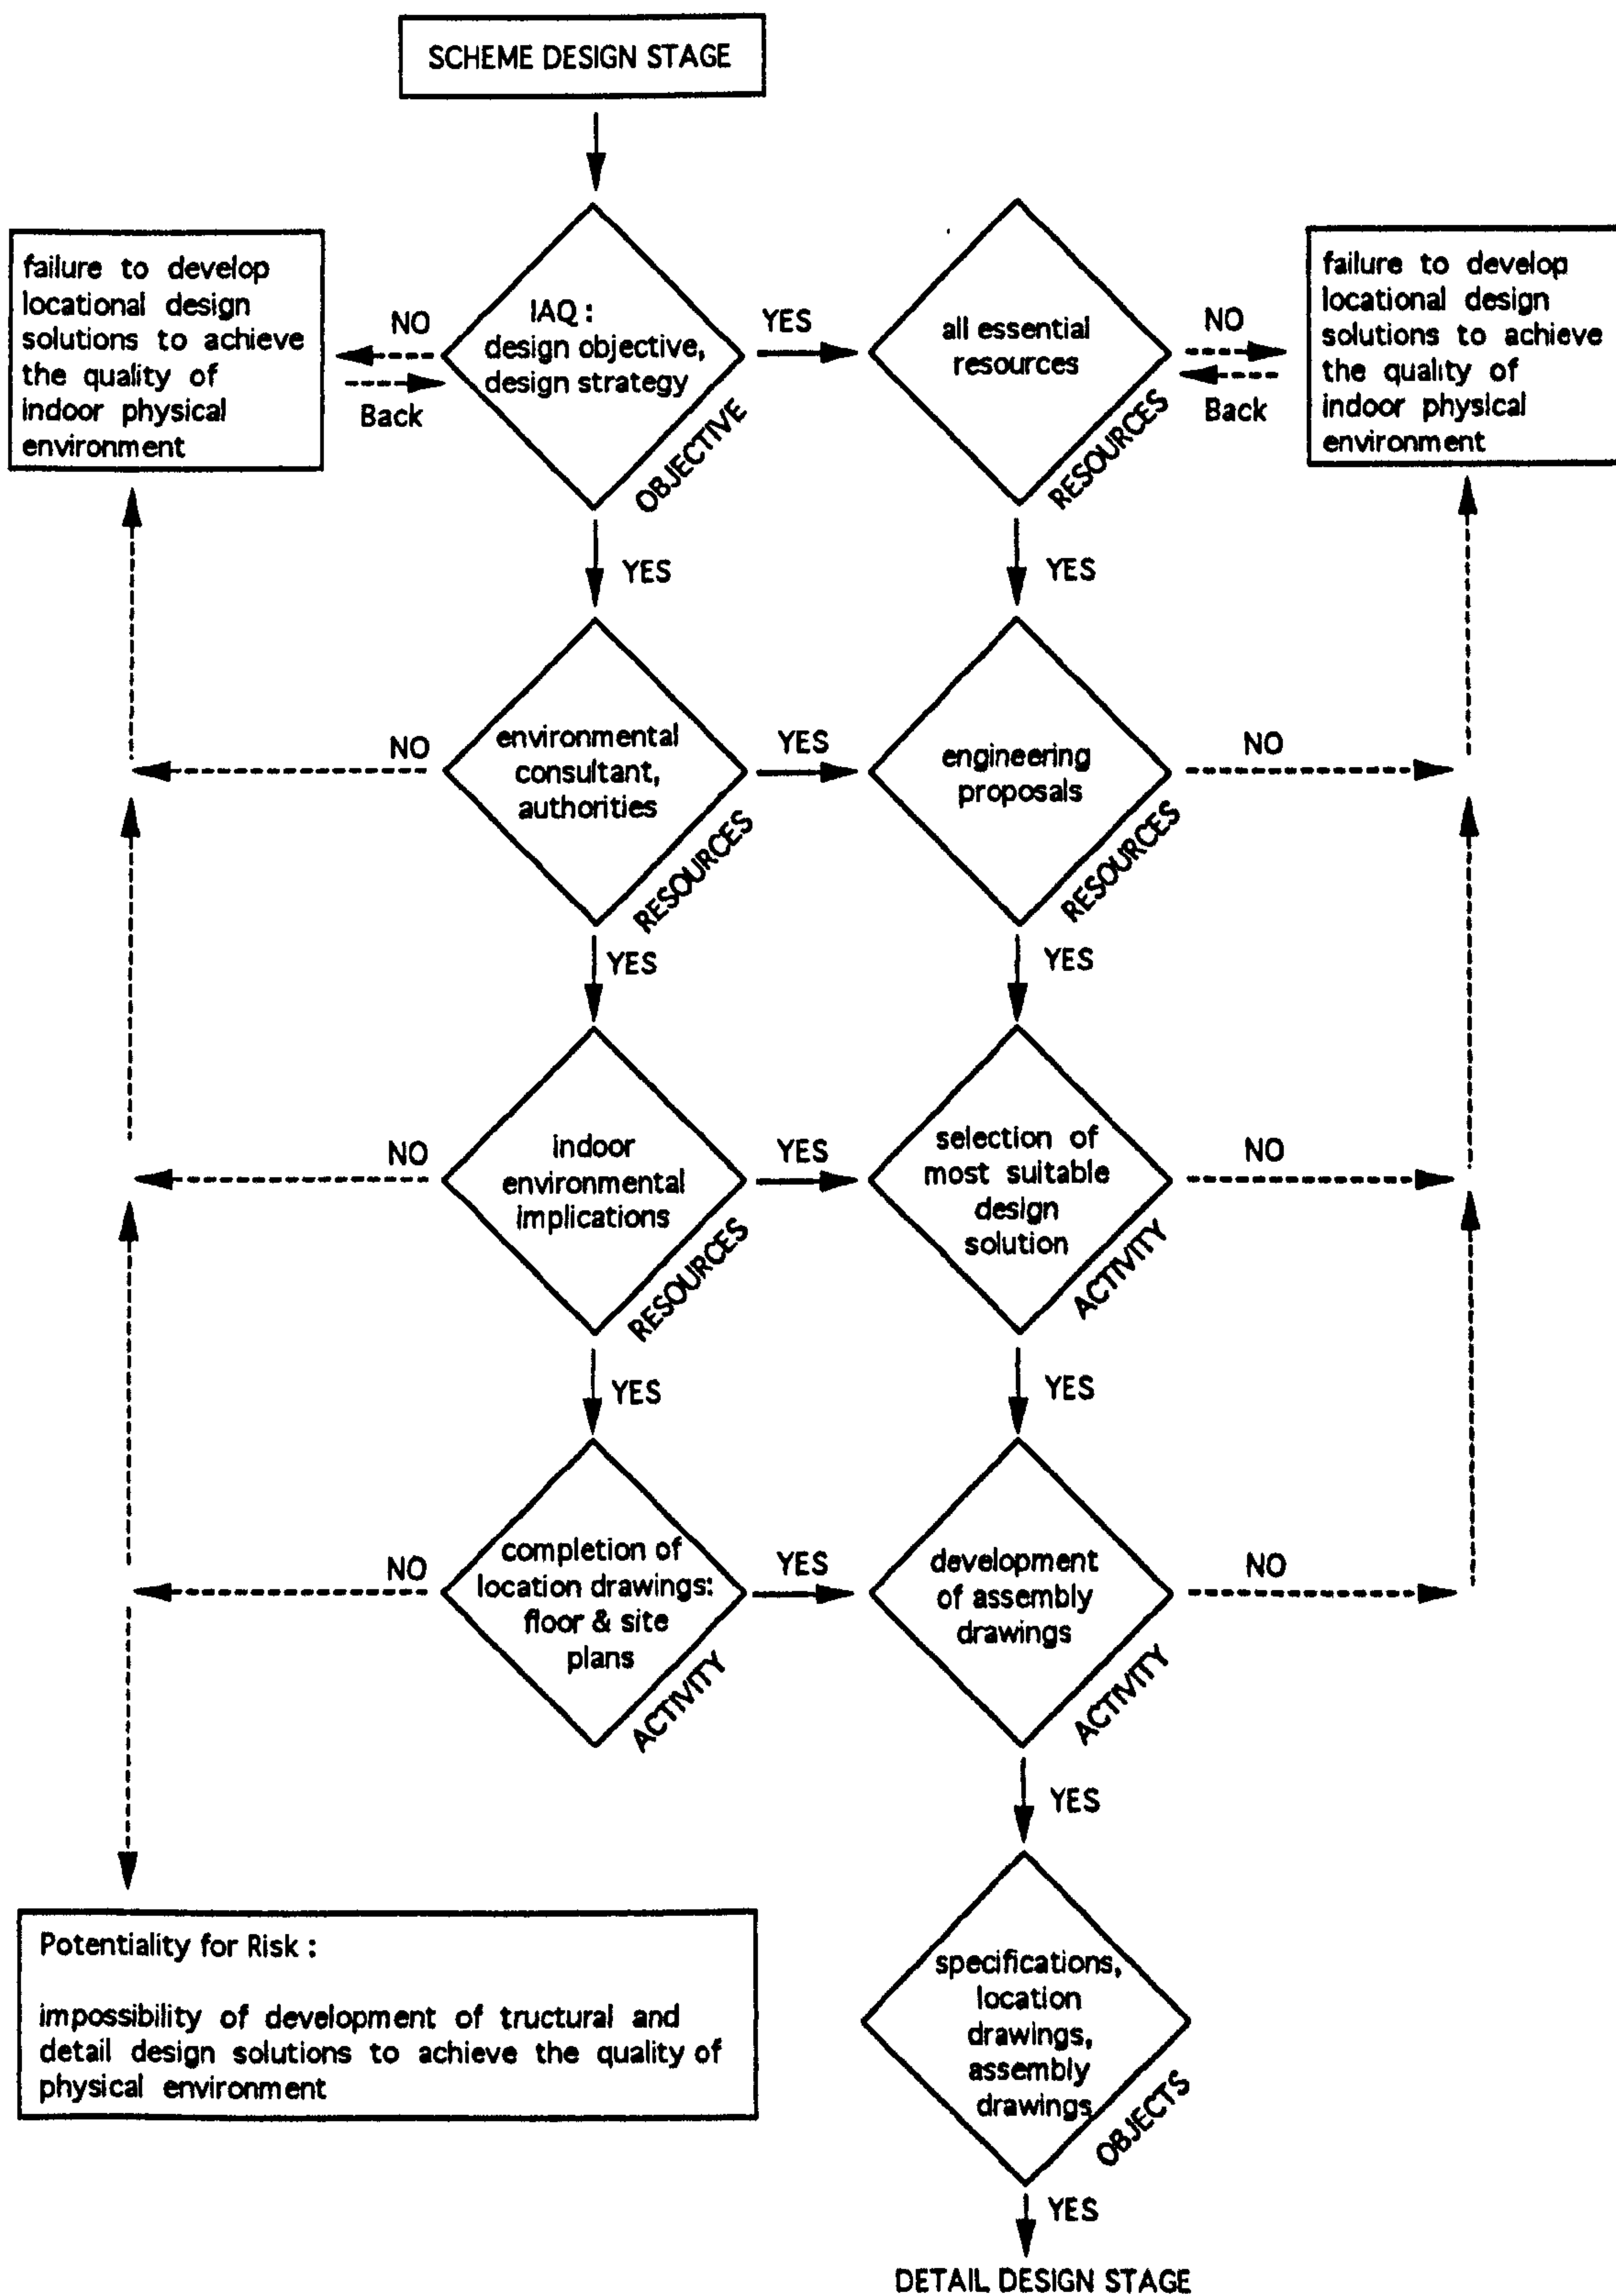 SCHEME DESIGN STAGE
failure to develop
locational design
solutions to achieve
the quality of
indoor physical
environment
NO
Back
IAQ :
design objective,
design strategy
OBJECTIVE
YES
all essential
resources
RESOURCES
NO
Back
failure to develop
locational design
solutions to achieve
the quality of
indoor physical
environment
YES
YES
NO
environmental
consultant,
authorities
RESOURCES
YES
engineering
proposals
RESOURCES
NO
YES
YES
NO
indoor
environmental
implications
RESOURCES
YES
selection of
most suitable
design
solution
ACTIVITY
NO
YES
YES
NO
completion of
location drawings:
floor & site
plans
ACTIVITY
YES
development
of assembly
drawings
ACTIVITY
NO
YES
Potentiality for Risk :
impossibility of development of tructural and
detail design solutions to achieve the quality of
physical environment
specifications,
location
drawings,
assembly
drawings
OBJECTS
YES
DETAIL DESIGN STAGE